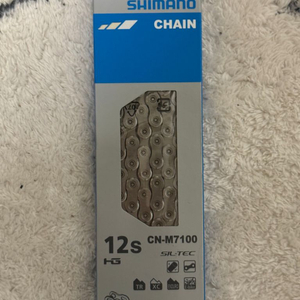 SHIMANO
CHAIN
12s CN-M7100
HG SIL-TEC